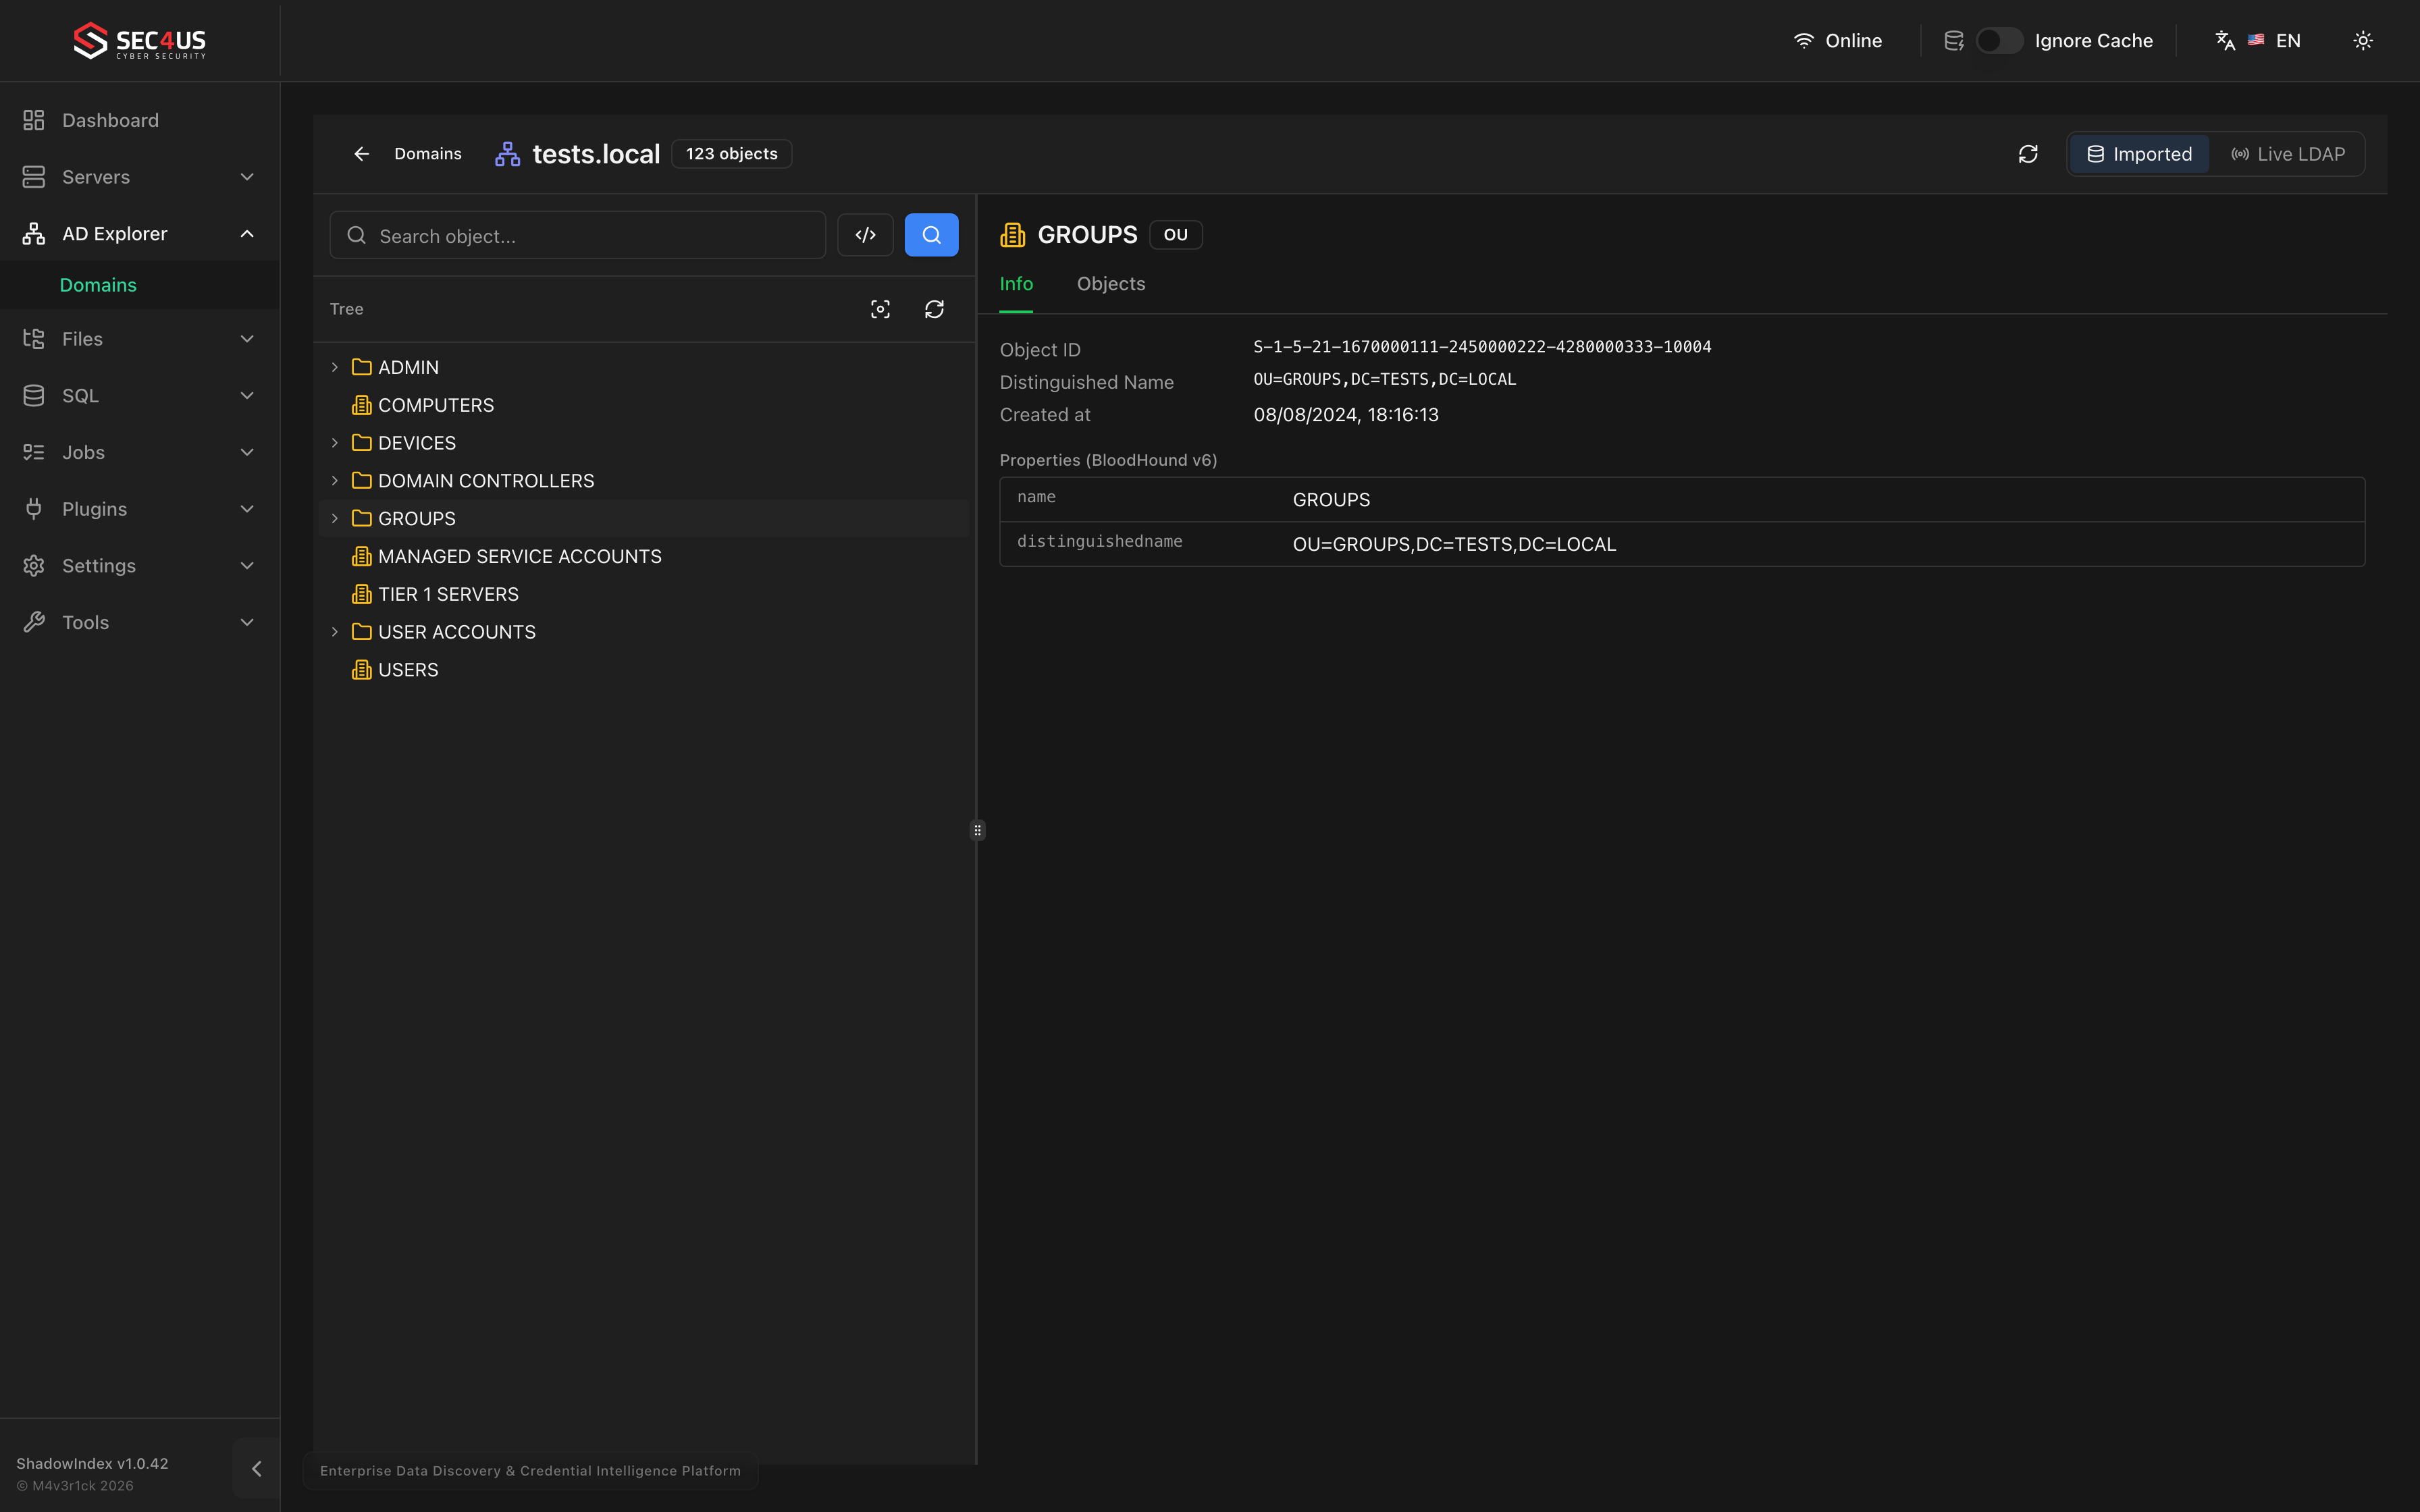 SEC4US
CYBER SECURITY
Online
Ignore Cache
EN
Dashboard
Servers
AD Explorer
Domains
Files
SQL
Jobs
Plugins
Settings
Tools
Domains
tests.local
123 objects
Imported
Live LDAP
Search object...
</>
Tree
ADMIN
COMPUTERS
DEVICES
DOMAIN CONTROLLERS
GROUPS
MANAGED SERVICE ACCOUNTS
TIER 1 SERVERS
USER ACCOUNTS
USERS
GROUPS OU
Info Objects
Object ID S-1-5-21-1670000111-2450000222-4280000333-10004
Distinguished Name OU=GROUPS,DC=TESTS,DC=LOCAL
Created at 08/08/2024, 18:16:13
Properties (BloodHound v6)
name GROUPS
distinguishedname OU=GROUPS,DC=TESTS,DC=LOCAL
ShadowIndex v1.0.42
© M4v3r1ck 2026
Enterprise Data Discovery & Credential Intelligence Platform